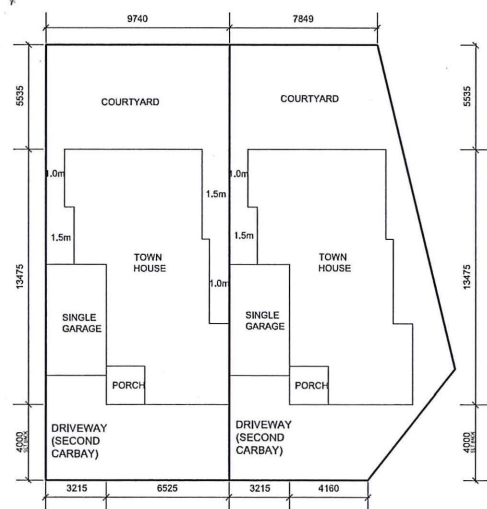 9740
7849
5535
COURTYARD
COURTYARD
5535
1.0m
1.5m
1.0m
1.5m
1.5m
TOWN
HOUSE
TOWN
HOUSE
13475
1.0m
13475
SINGLE
GARAGE
SINGLE
GARAGE
PORCH
PORCH
4000
DRIVEWAY
(SECOND
CARBAY)
DRIVEWAY
(SECOND
CARBAY)
4000
3215
6525
3215
4160